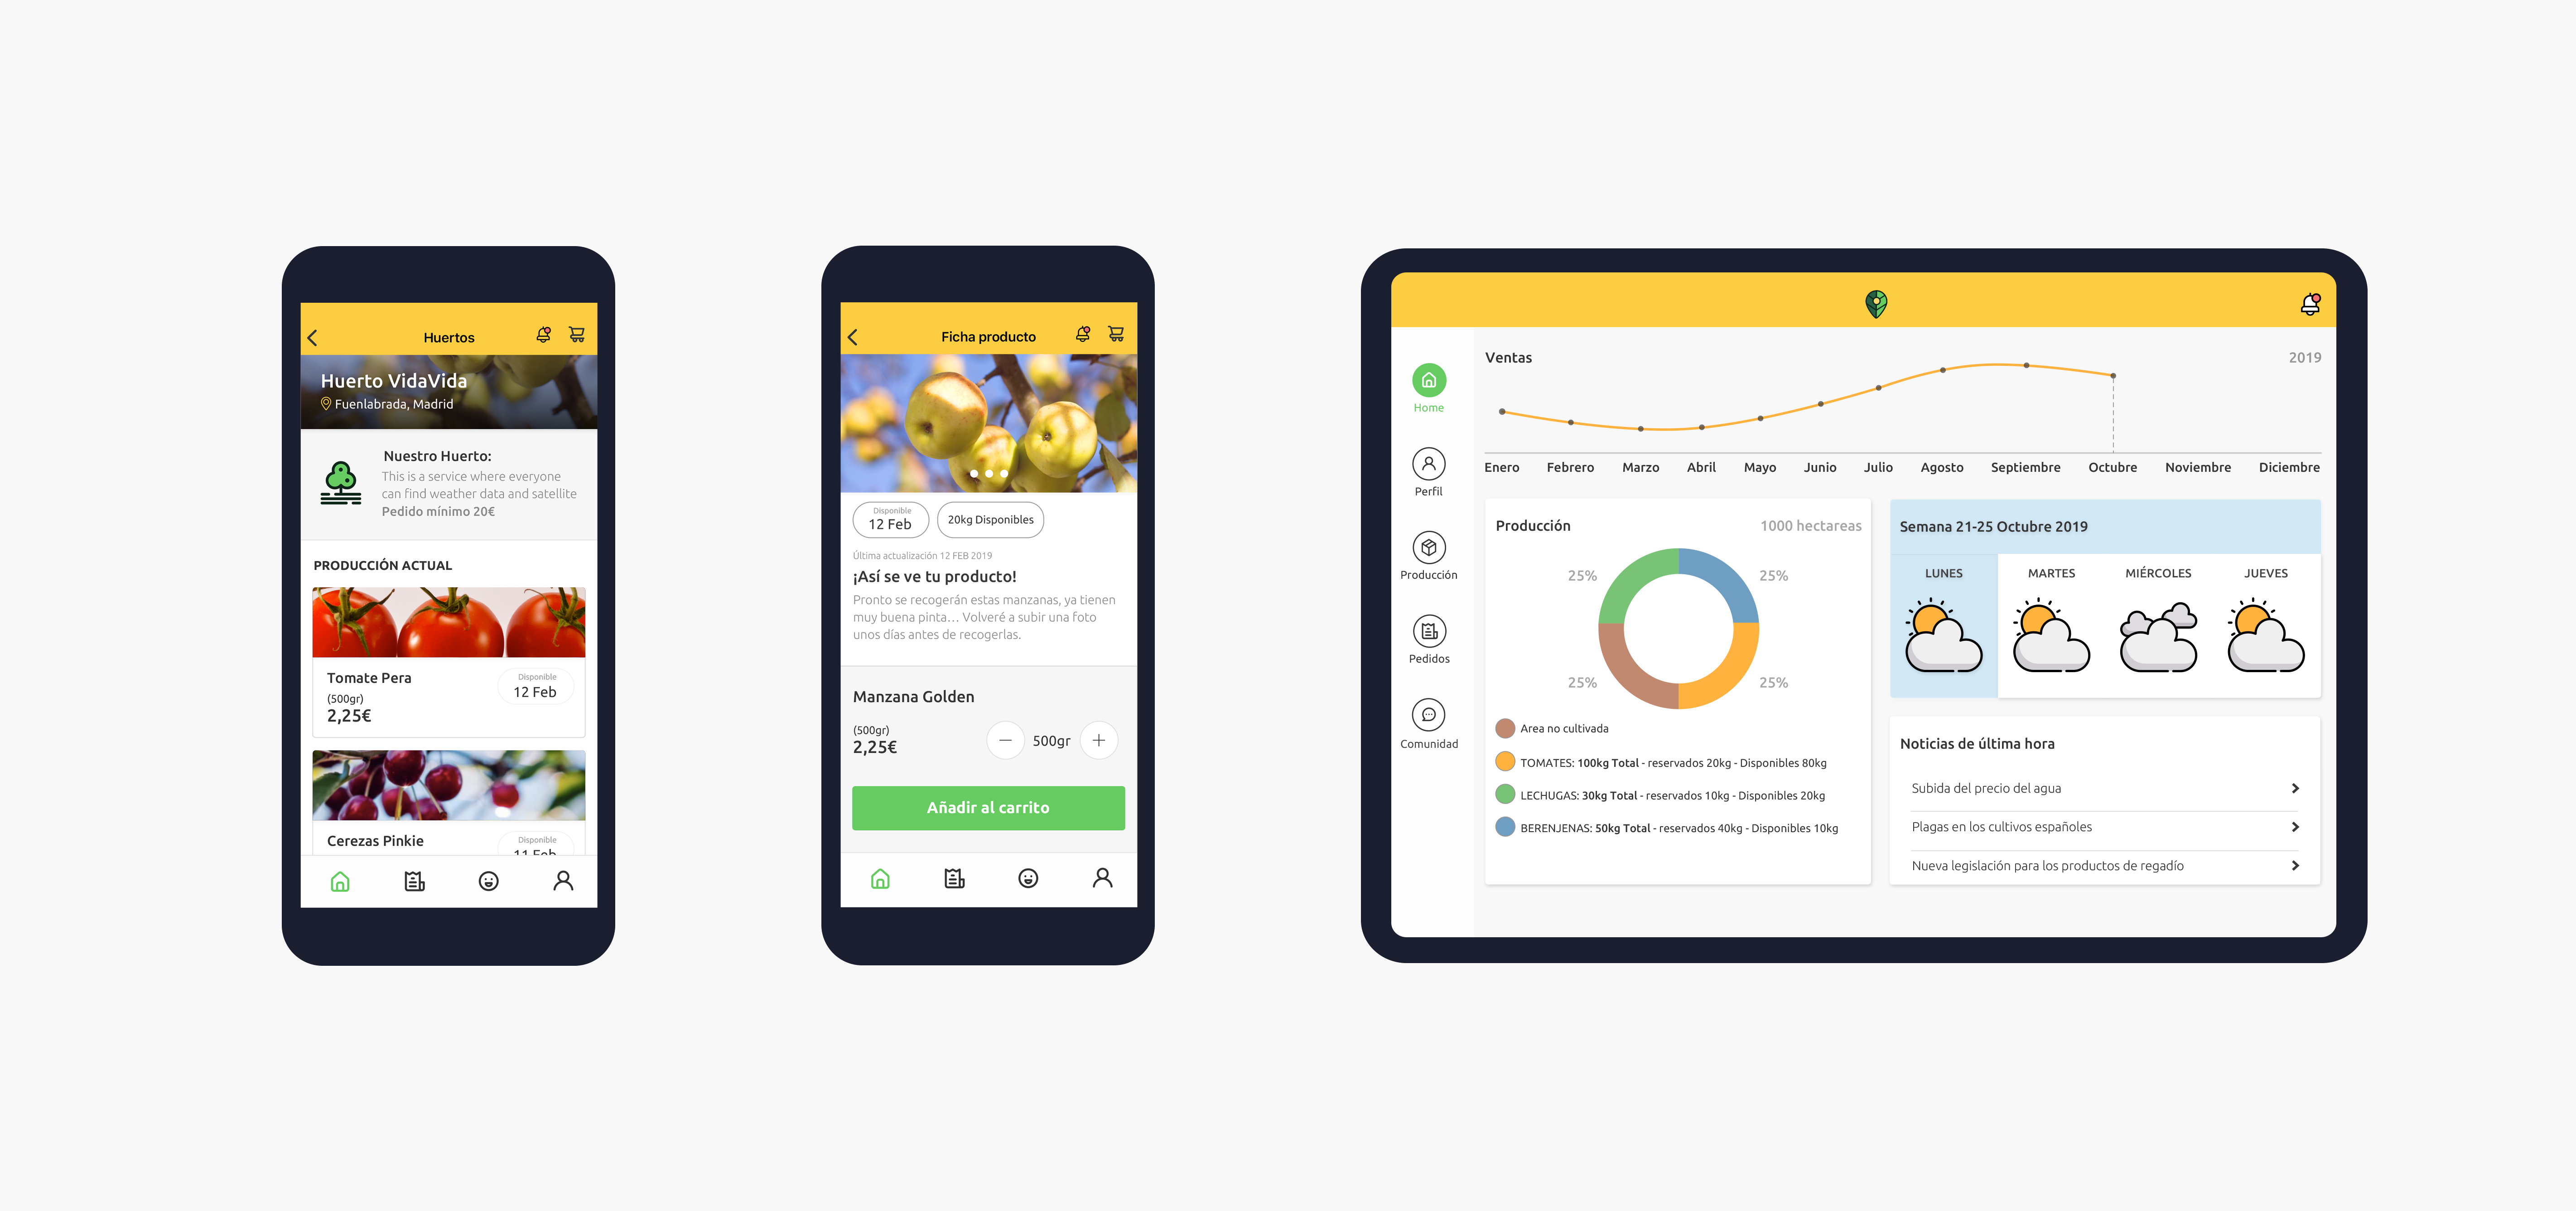 Huertos
Huerto VidaVida
Fuenlabrada, Madrid
Nuestro Huerto:
This is a service where everyone
can find weather data and satellite
Pedido mínimo 20€
PRODUCCIÓN ACTUAL
Tomate Pera
(500gr)
2,25€
Disponible
12 Feb
Cerezas Pinkie
Disponible
11 Feb
Ficha producto
Disponible
12 Feb
20kg Disponibles
Última actualización 12 FEB 2019
¡Así se ve tu producto!
Pronto se recogerán estas manzanas, ya tienen
muy buena pinta... Volveré a subir una foto
unos días antes de recogerlas.
Manzana Golden
(500gr)
2,25€
500gr
Añadir al carrito
Home
Perfil
Producción
Pedidos
Comunidad
Ventas
2019
Enero Febrero Marzo Abril Mayo Junio Julio Agosto Septiembre Octubre Noviembre Diciembre
Producción
1000 hectareas
25% 25%
25% 25%
Area no cultivada
TOMATES: 100kg Total - reservados 20kg - Disponibles 80kg
LECHUGAS: 30kg Total - reservados 10kg - Disponibles 20kg
BERENJENAS: 50kg Total - reservados 40kg - Disponibles 10kg
Semana 21-25 Octubre 2019
LUNES MARTES MIÉRCOLES JUEVES
Noticias de última hora
Subida del precio del agua
Plagas en los cultivos españoles
Nueva legislación para los productos de regadío